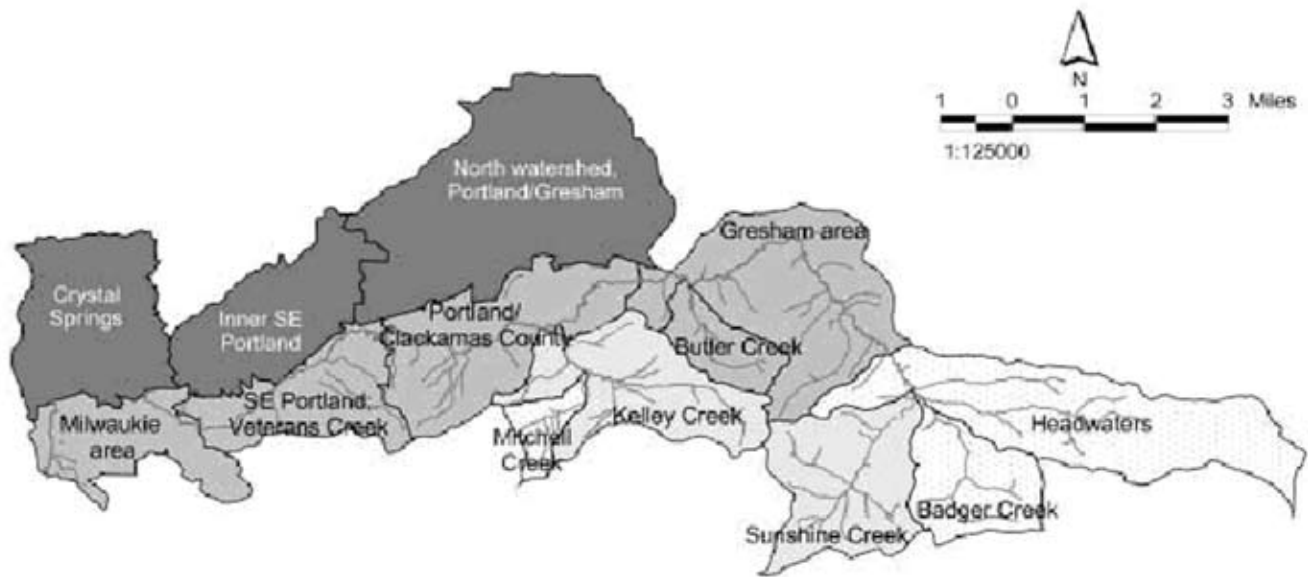 N
1 0 1 2 3 Miles
1:125000
North watershed,
Portland/Gresham
Gresham area
Crystal
Springs
Inner SE
Portland
Portland/
Clackamas County
Butler Creek
SE Portland,
Veterans Creek
Milwaukie
area
Kelley Creek
Mitchell
Creek
Headwaters
Badger Creek
Sunshine Creek